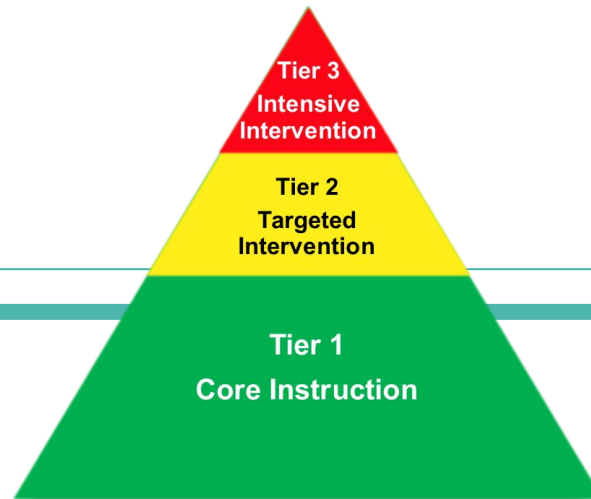 Tier 3
Intensive
Intervention
Tier 2
Targeted
Intervention
Tier 1
Core Instruction